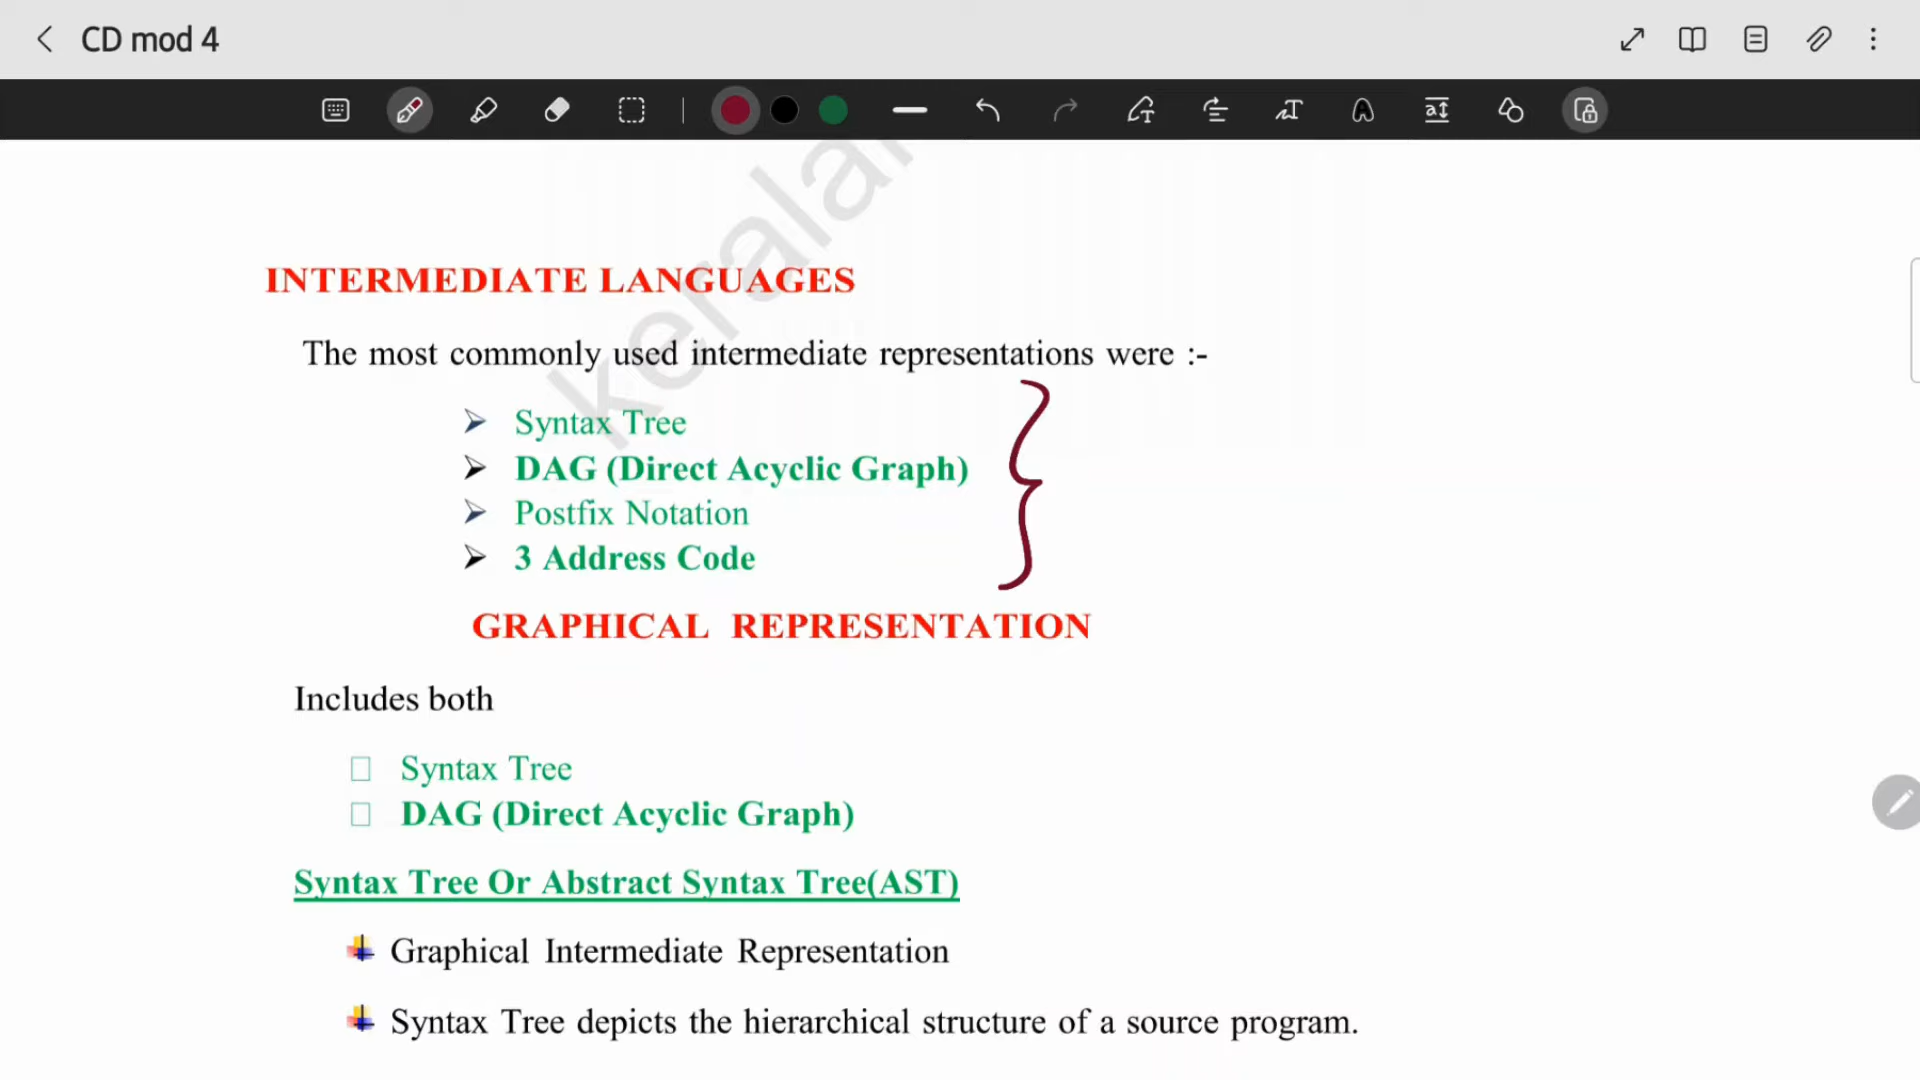 CD mod 4
INTERMEDIATE LANGUAGES
The most commonly used intermediate representations were :-
Syntax Tree
DAG (Direct Acyclic Graph)
Postfix Notation
3 Address Code
GRAPHICAL REPRESENTATION
Includes both
Syntax Tree
DAG (Direct Acyclic Graph)
Syntax Tree Or Abstract Syntax Tree(AST)
Graphical Intermediate Representation
Syntax Tree depicts the hierarchical structure of a source program.